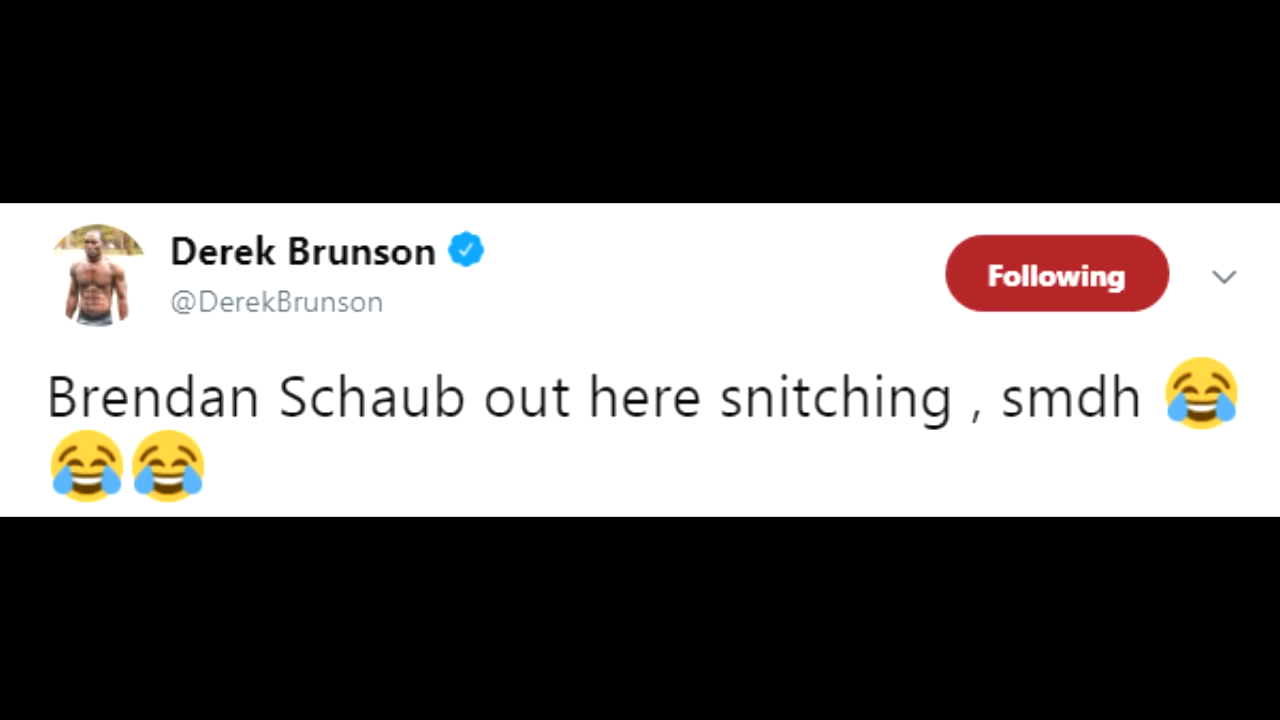 Derek Brunson
@DerekBrunson
Following
Brendan Schaub out here snitching , smdh 😂
😂😂